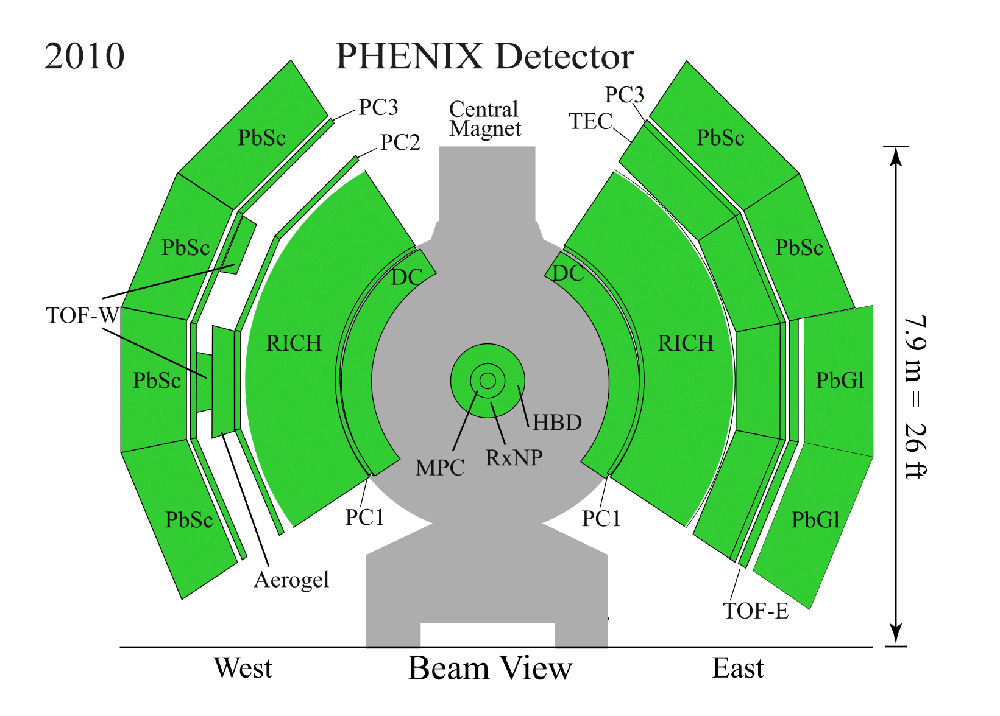 2010
PHENIX Detector
PC3
PC2
Central
Magnet
PC3
TEC
PbSc
PbSc
PbSc
PbSc
DC
DC
TOF-W
RICH
RICH
PbSc
PbGl
HBD
MPC
RxNP
7.9 m = 26 ft
PbSc
PC1
PC1
PbGl
Aerogel
TOF-E
West
Beam View
East